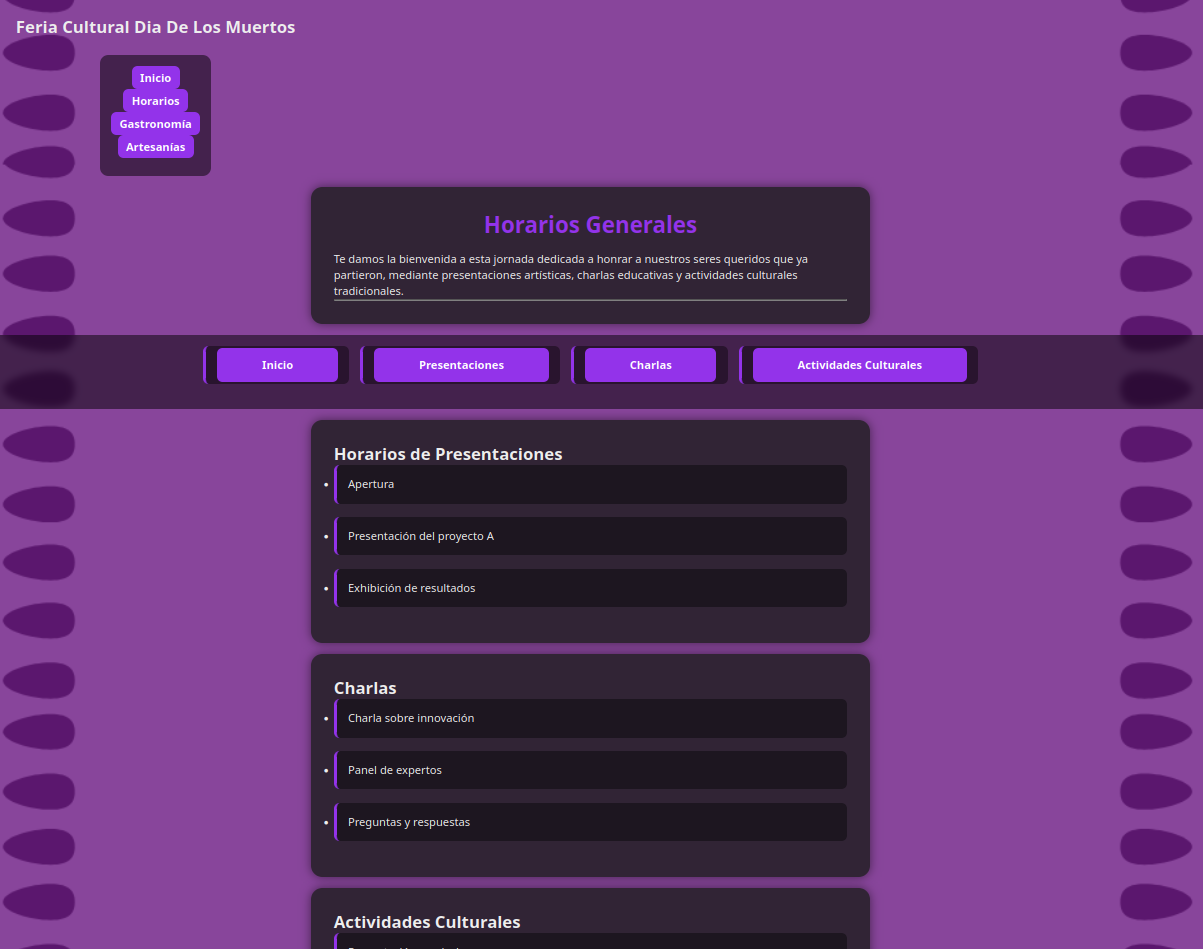 Feria Cultural Dia De Los Muertos
Inicio
Horarios
Gastronomía
Artesanías
Horarios Generales
Te damos la bienvenida a esta jornada dedicada a honrar a nuestros seres queridos que ya
partieron, mediante presentaciones artísticas, charlas educativas y actividades culturales
tradicionales.
Inicio
Presentaciones
Charlas
Actividades Culturales
Horarios de Presentaciones
• Apertura
• Presentación del proyecto A
• Exhibición de resultados
Charlas
• Charla sobre innovación
• Panel de expertos
• Preguntas y respuestas
Actividades Culturales